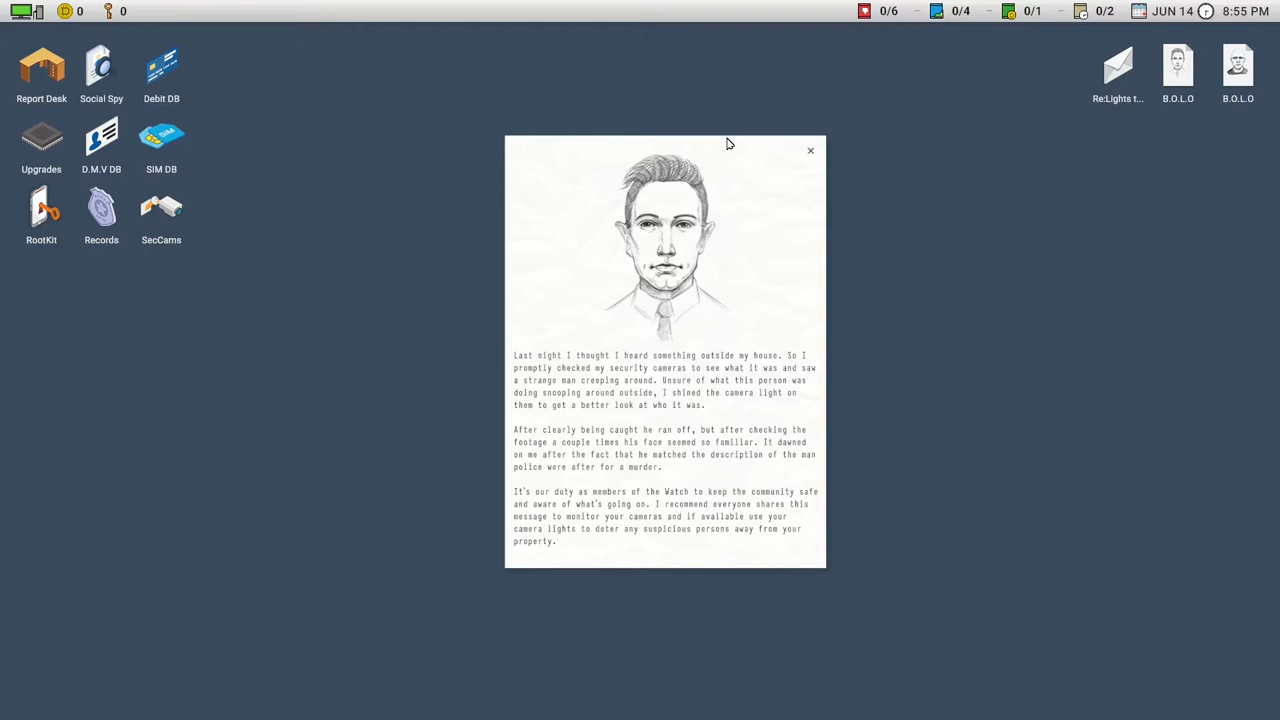 0
0
0/6
0/4
0/1
0/2
JUN 14
8:55 PM
Report Desk
Social Spy
Debit DB
Re:Lights t...
B.O.L.O
B.O.L.O
Upgrades
D.M.V DB
SIM
SIM DB
RootKit
Records
SecCams
Last night I thought I heard something outside my house. So I
promptly checked my security cameras to see what it was and saw
a strange man creeping around. Unsure of what this person was
doing snooping around outside, I shined the camera light on
them to get a better look at who it was.
After clearly being caught he ran off, but after checking the
footage a couple times his face seemed so familiar. It dawned
on me after the fact that he matched the description of the man
police were after for a murder.
It's our duty as members of the Watch to keep the community safe
and aware of what's going on. I recommend everyone shares this
message to monitor your cameras and if available use your
camera lights to deter any suspicious persons away from your
property.